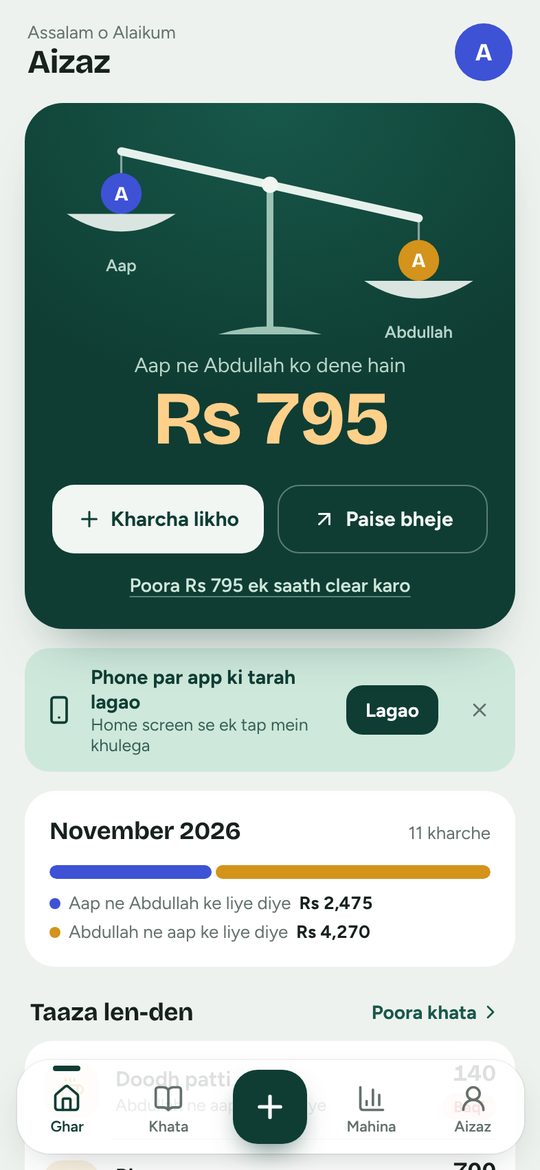 Assalam o Alaikum
Aizaz
A
A
Aap
A
Abdullah
Aap ne Abdullah ko dene hain
Rs 795
Kharcha likho
Paise bheje
Poora Rs 795 ek saath clear karo
Phone par app ki tarah
lagao
Home screen se ek tap mein
khulega
Lagao
November 2026
11 kharche
Aap ne Abdullah ke liye diye Rs 2,475
Abdullah ne aap ke liye diye Rs 4,270
Taaza len-den
Poora khata
Doodh patti
140
Ghar
Khata
Mahina
Aizaz